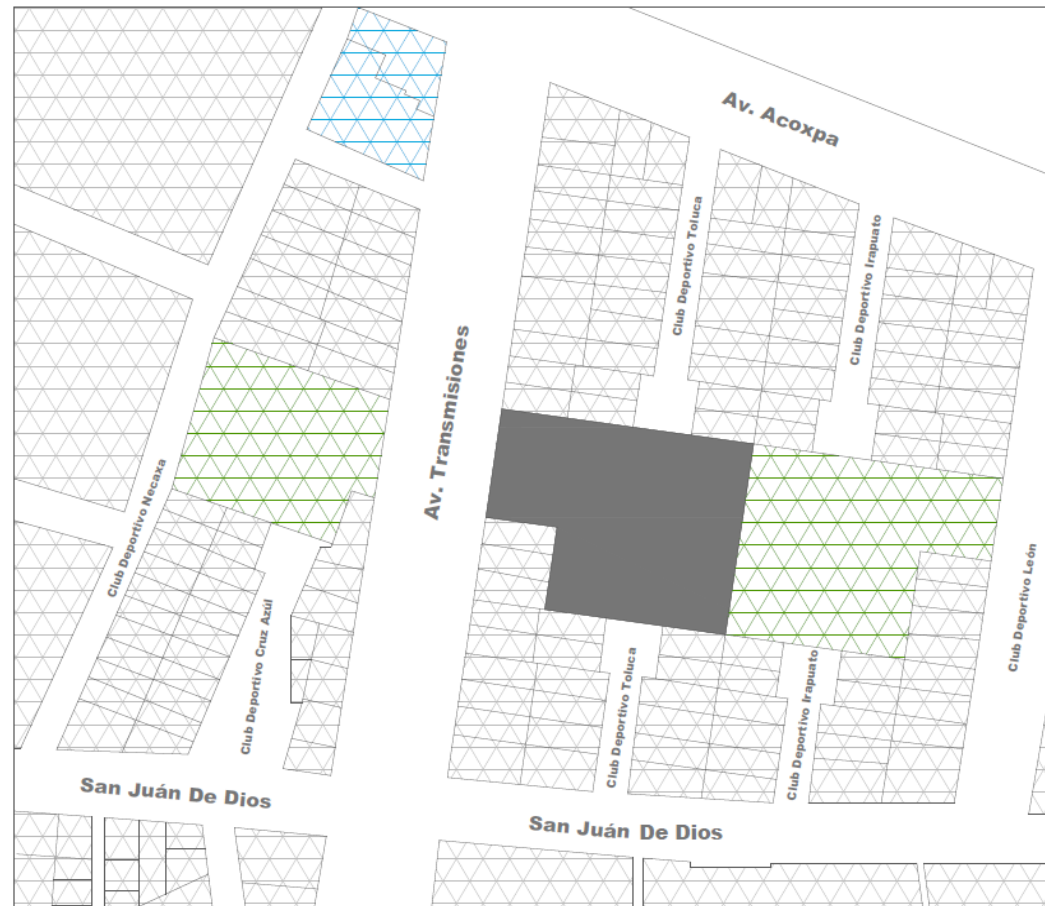 Av. Acoxpa
Club Deportivo Toluca
Club Deportivo Irapuato
Av. Transmisiones
Club Deportivo Necaxa
Club Deportivo Cruz Azúl
Club Deportivo León
Club Deportivo Toluca
Club Deportivo Irapuato
San Juán De Dios
San Juán De Dios